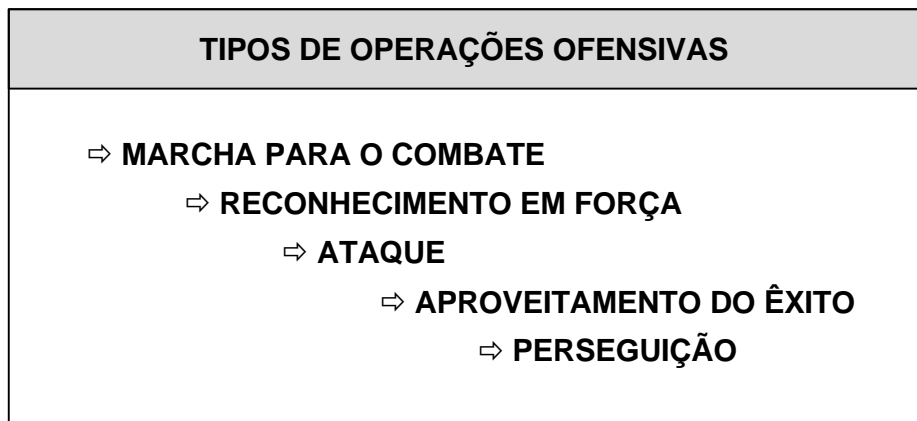 TIPOS DE OPERAÇÕES OFENSIVAS
⇨ MARCHA PARA O COMBATE
⇨ RECONHECIMENTO EM FORÇA
⇨ ATAQUE
⇨ APROVEITAMENTO DO ÊXITO
⇨ PERSEGUIÇÃO